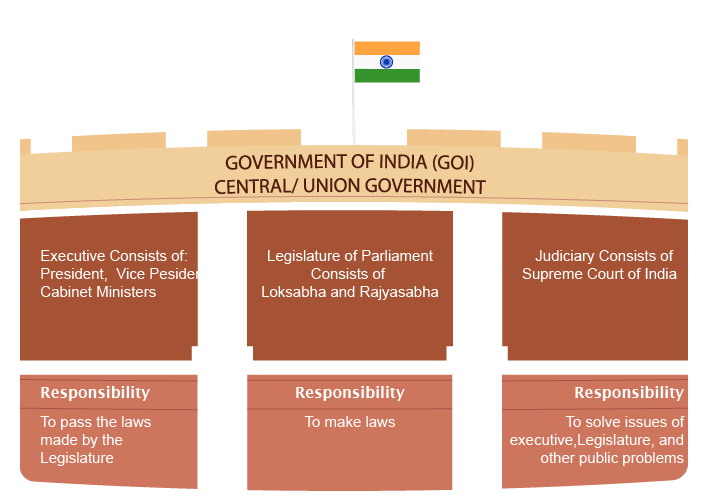 GOVERNMENT OF INDIA (GOI)
CENTRAL/ UNION GOVERNMENT
Executive Consists of:
President, Vice Pesider
Cabinet Ministers
Legislature of Parliament
Consists of
Loksabha and Rajyasabha
Judiciary Consists of
Supreme Court of India
Responsibility
To pass the laws
made by the
Legislature
Responsibility
To make laws
Responsibility
To solve issues of
executive,Legislature, and
other public problems